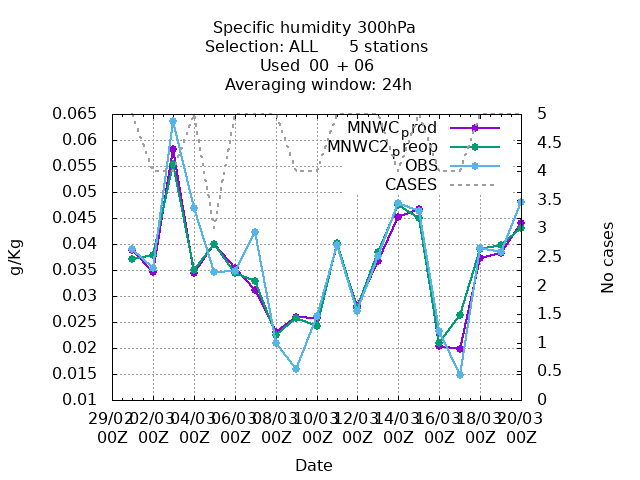 Specific humidity 300hPa
Selection: ALL 5 stations
Used 00 + 06
Averaging window: 24h
0.065
0.06
0.055
0.05
0.045
0.04
0.035
0.03
0.025
0.02
0.015
0.01
g/Kg
MNWC_prod
MNWC2_preop
OBS
CASES
5
4.5
4
3.5
3
2.5
2
1.5
1
0.5
0
No cases
29/02 02/03 04/03 06/03 08/03 10/03 12/03 14/03 16/03 18/03 20/03
00Z 00Z 00Z 00Z 00Z 00Z 00Z 00Z 00Z 00Z 00Z
Date